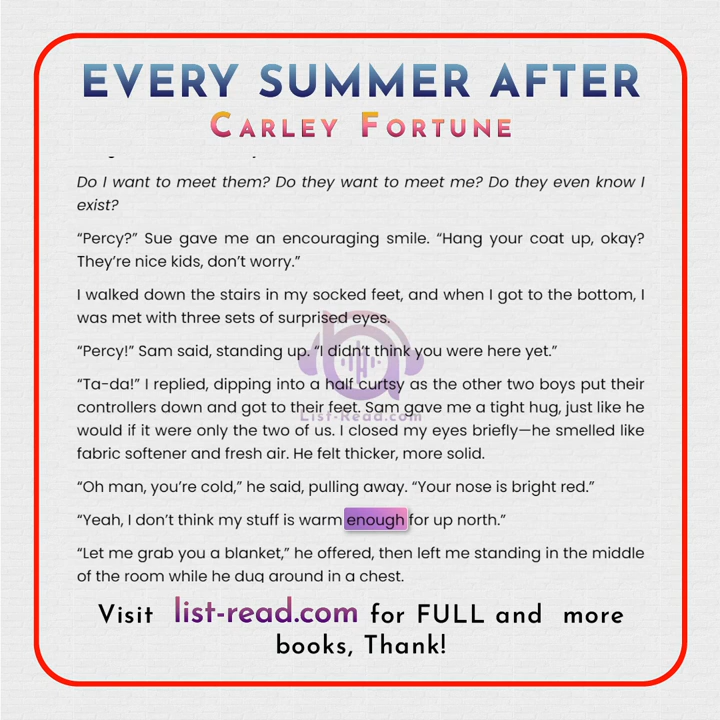 EVERY SUMMER AFTER
CARLEY FORTUNE
Do I want to meet them? Do they want to meet me? Do they even know I
exist?
“Percy?” Sue gave me an encouraging smile. “Hang your coat up, okay?
They’re nice kids, don’t worry.”
I walked down the stairs in my socked feet, and when I got to the bottom, I
was met with three sets of surprised eyes.
“Percy!” Sam said, standing up. “I didn’t think you were here yet.”
“Ta-da!” I replied, dipping into a half curtsy as the other two boys put their
controllers down and got to their feet. Sam gave me a tight hug, just like he
List-Read.com
would if it were only the two of us. I closed my eyes briefly—he smelled like
fabric softener and fresh air. He felt thicker, more solid.
“Oh man, you’re cold,” he said, pulling away. “Your nose is bright red.”
“Yeah, I don’t think my stuff is warm enough for up north.”
“Let me grab you a blanket,” he offered, then left me standing in the middle
of the room while he dug around in a chest.
Visit list-read.com for FULL and more
books, Thank!